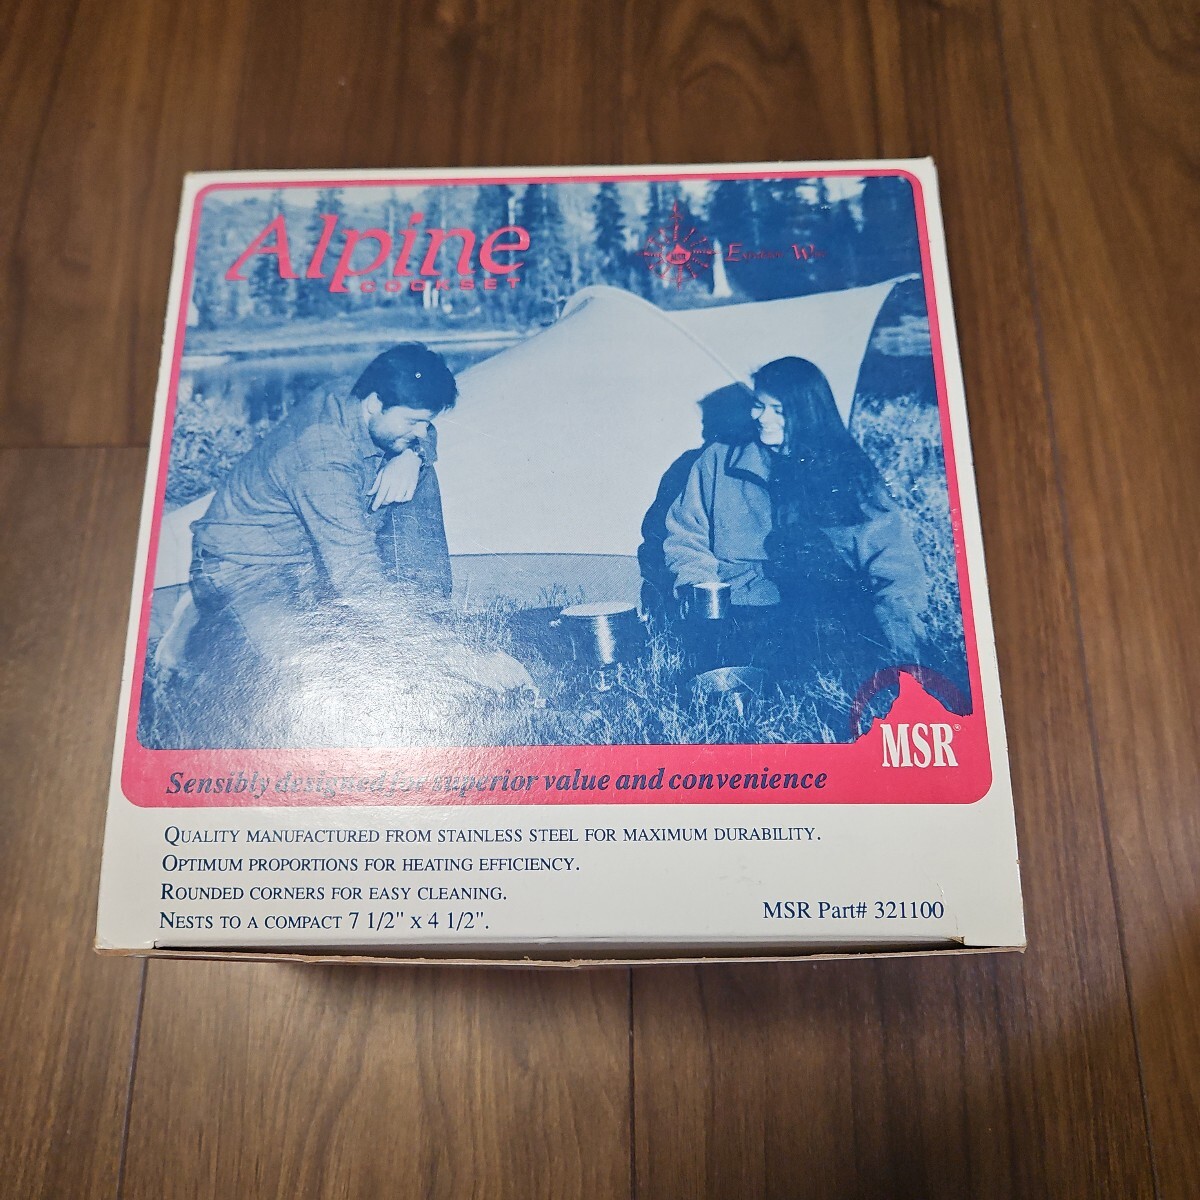 Alpine
COOKSET
MSR
Sensibly designed for superior value and convenience
MSR®
QUALITY MANUFACTURED FROM STAINLESS STEEL FOR MAXIMUM DURABILITY.
OPTIMUM PROPORTIONS FOR HEATING EFFICIENCY.
ROUNDED CORNERS FOR EASY CLEANING.
NESTS TO A COMPACT 7 1/2" X 4 1/2".
MSR Part# 321100